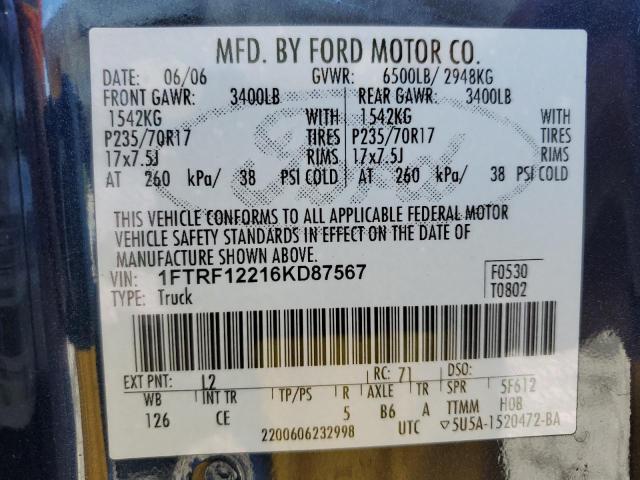 MFD. BY FORD MOTOR CO.
DATE: 06/06 GVWR: 6500LB/ 2948KG
FRONT GAWR: 3400LB REAR GAWR: 3400LB
1542KG WITH 1542KG WITH
P235/70R17 TIRES P235/70R17 TIRES
17x7.5J RIMS 17x7.5J RIMS
AT 260 kPa/ 38 PSI COLD AT 260 kPa/ 38 PSI COLD
Ford
THIS VEHICLE CONFORMS TO ALL APPLICABLE FEDERAL MOTOR
VEHICLE SAFETY STANDARDS IN EFFECT ON THE DATE OF
MANUFACTURE SHOWN ABOVE.
VIN: 1FTRF12216KD87567 F0530
TYPE: Truck T0802
EXT PNT: L2 RC: 71 DSO:
WB INT TR TP/PS R AXLE TR SPR 5F612
126 CE 5 B6 A TTMM HOB
2200606232998 UTC ▽5U5A-1520472-BA